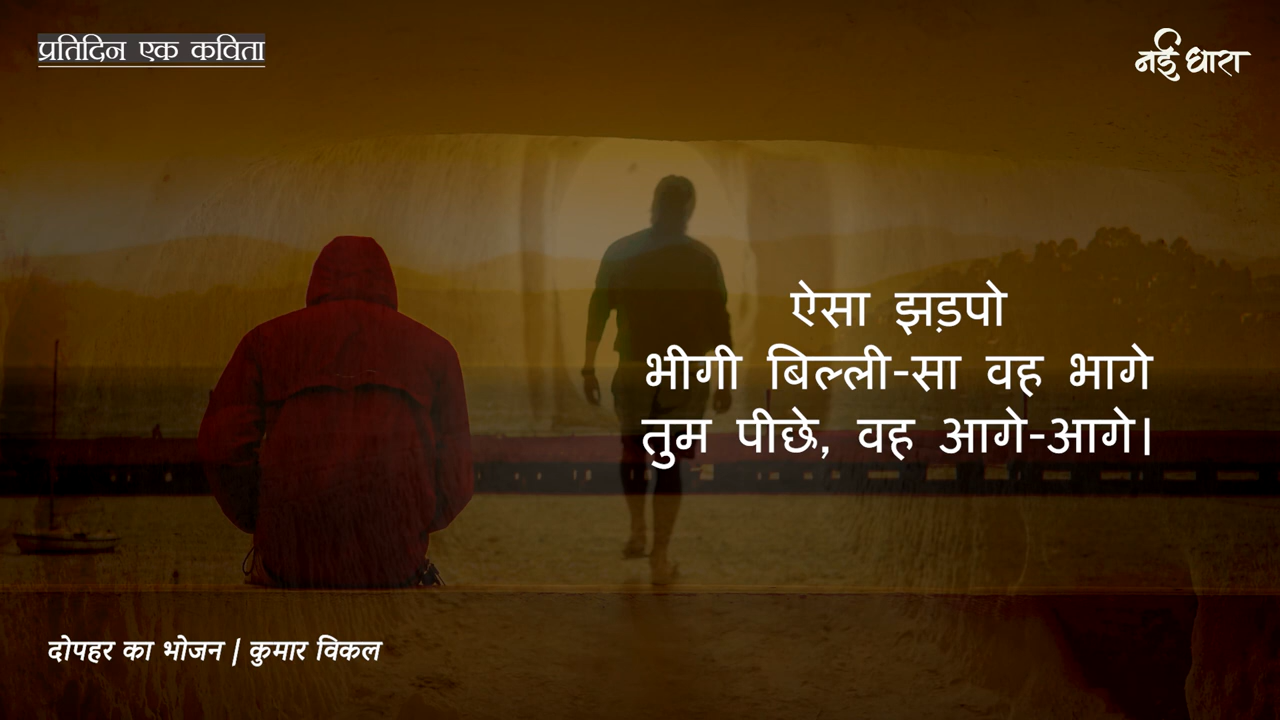 प्रतिदिन एक कविता
नई धारा
ऐसा झड़पो
भीगी बिल्ली-सा वह भागे
तुम पीछे, वह आगे-आगे।
दोपहर का भोजन | कुमार विकल